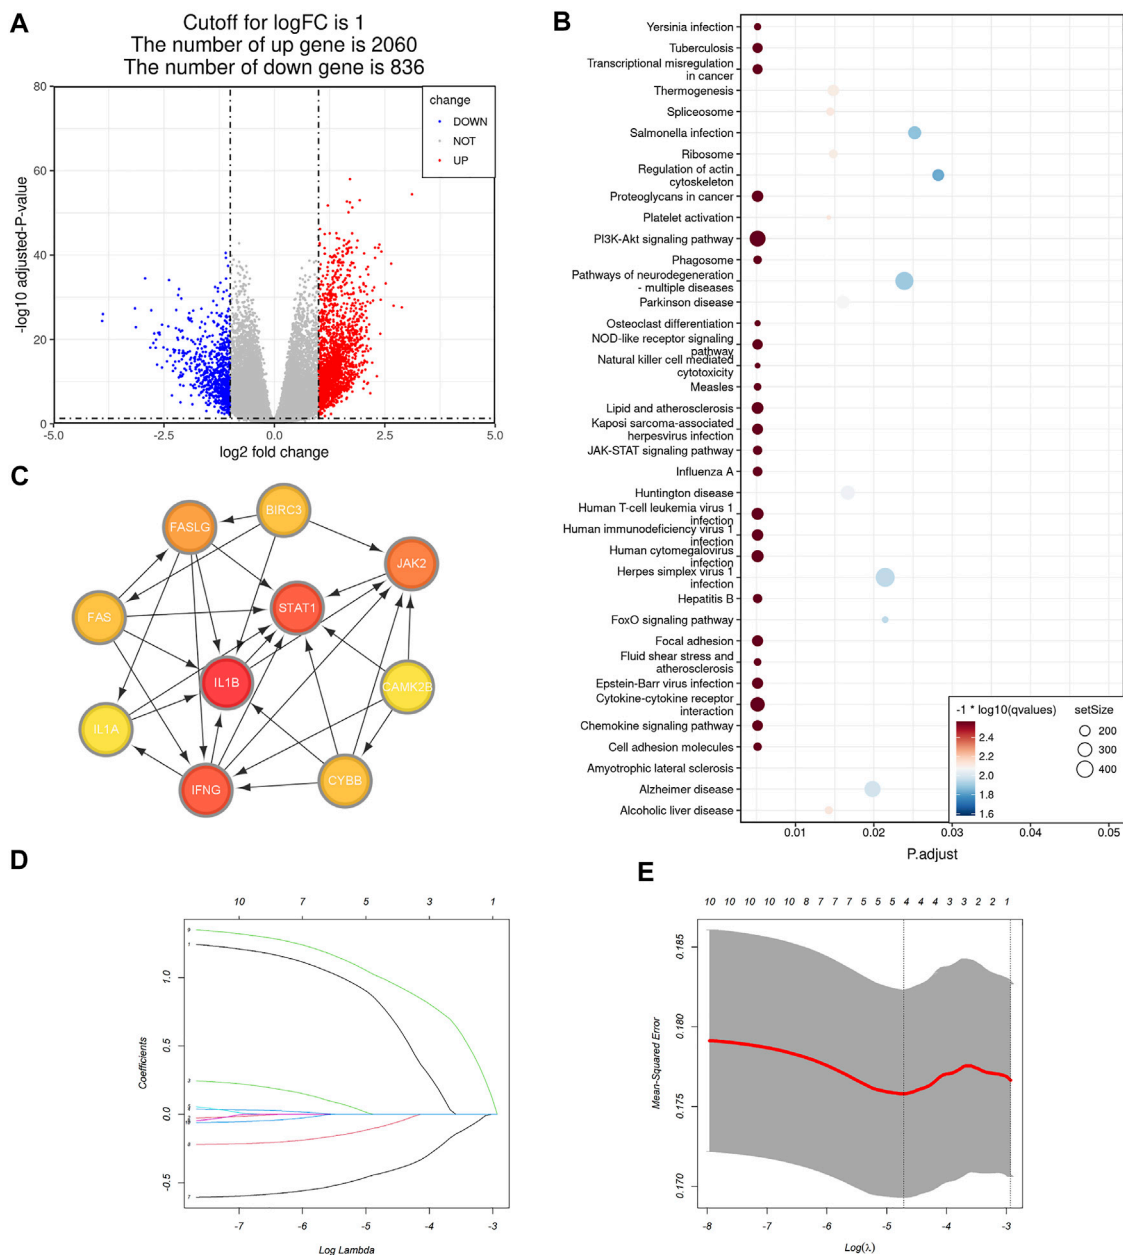 A
Cutoff for logFC is 1
The number of up gene is 2060
The number of down gene is 836
-log10 adjusted-P-value
80
60
40
20
0
-5.0
-2.5
0.0
2.5
5.0
log2 fold change
change
DOWN
NOT
UP
B
Yersinia infection
Tuberculosis
Transcriptional misregulation
in cancer
Thermogenesis
Spliceosome
Salmonella infection
Ribosome
Regulation of actin
cytoskeleton
Proteoglycans in cancer
Platelet activation
PI3K-Akt signaling pathway
Phagosome
Pathways of neurodegeneration
- multiple diseases
Parkinson disease
Osteoclast differentiation
NOD-like receptor signaling
pathway
Natural killer cell mediated
cytotoxicity
Measles
Lipid and atherosclerosis
Kaposi sarcoma-associated
herpesvirus infection
JAK-STAT signaling pathway
Influenza A
Huntington disease
Human T-cell leukemia virus 1
infection
Human immunodeficiency virus 1
infection
Human cytomegalovirus
infection
Herpes simplex virus 1
infection
Hepatitis B
FoxO signaling pathway
Focal adhesion
Fluid shear stress and
atherosclerosis
Epstein-Barr virus infection
Cytokine-cytokine receptor
interaction
Chemokine signaling pathway
Cell adhesion molecules
Amyotrophic lateral sclerosis
Alzheimer disease
Alcoholic liver disease
0.01
0.02
0.03
0.04
0.05
P.adjust
-1 * log10(qvalues)
2.4
2.2
2.0
1.8
1.6
setSize
200
300
400
C
BIRC3
FASLG
JAK2
STAT1
FAS
IL1B
CAMK2B
IL1A
IFNG
CYBB
D
10 7 5 3 1
Coefficients
1.0
0.5
0.0
-0.5
9
1
3
8
7
-7 -6 -5 -4 -3
Log Lambda
E
10 10 10 10 10 8 7 7 5 5 5 4 4 4 3 3 2 2 1
Mean-Squared Error
0.185
0.180
0.175
0.170
-8 -7 -6 -5 -4 -3
Log(λ)